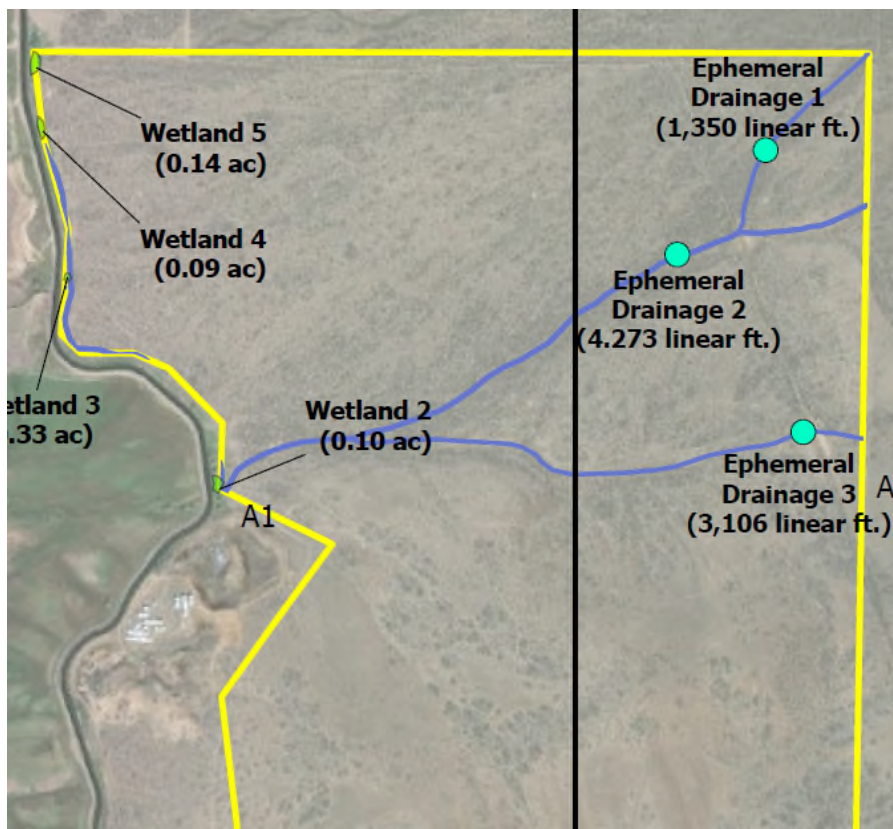 Ephemeral
Drainage 1
(1,350 linear ft.)
Wetland 5
(0.14 ac)
Wetland 4
(0.09 ac)
Ephemeral
Drainage 2
(4.273 linear ft.)
etland 3
.33 ac)
Wetland 2
(0.10 ac)
Ephemeral
Drainage 3
(3,106 linear ft.)
A
A1